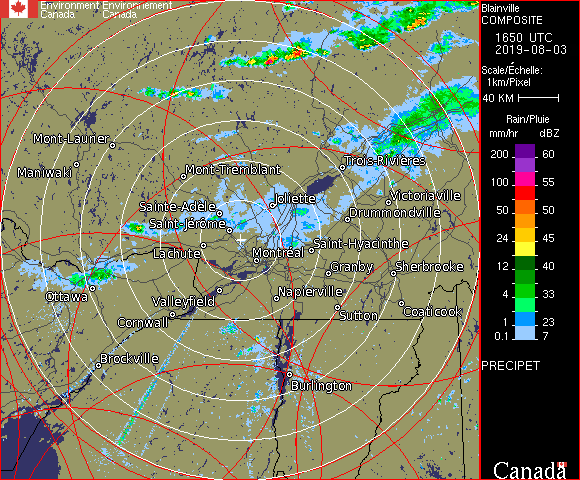 Environment Environnement
Canada Canada
Blainville
COMPOSITE
1650 UTC
2019-08-03
Scale/Échelle:
1km/Pixel
40 KM
Rain/Pluie
mm/hr dBZ
200 60
100 55
50 50
24 45
12 40
4 33
1 23
0.1 7
PRECIPET
Mont-Laurier
Maniwaki
Mont-Tremblant
Trois-Rivières
Sainte-Adèle
Joliette
Victoriaville
Drummondville
Saint-Jérôme
Lachute
Montréal
Saint-Hyacinthe
Granby
Sherbrooke
Ottawa
Valleyfield
Napierville
Cornwall
Sutton
Coaticook
Brockville
Burlington
Canada